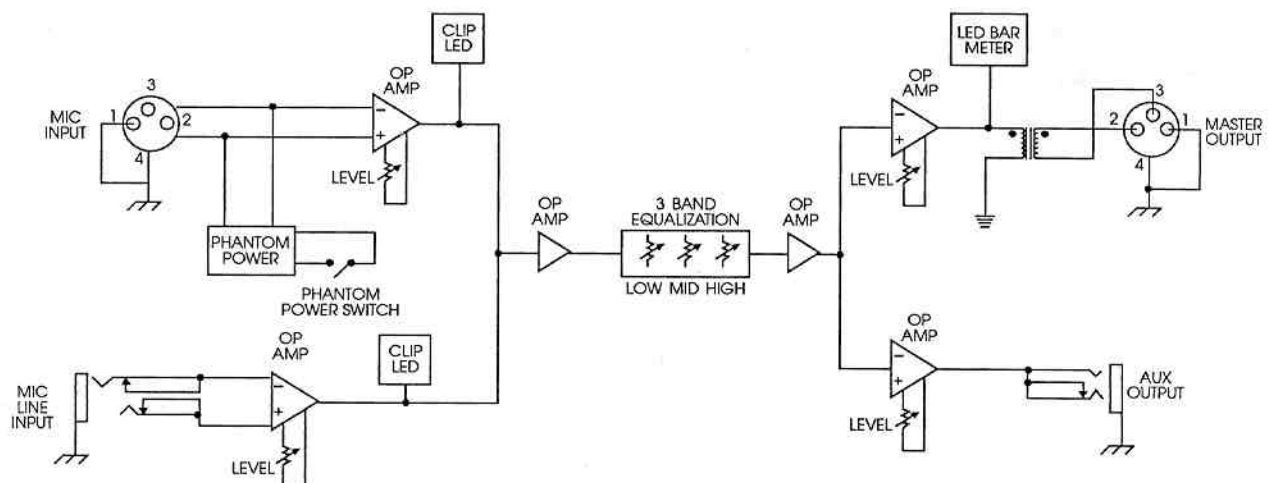 CLIP
LED
LED BAR
METER
OP
AMP
OP
AMP
3
MIC
INPUT
1
2
4
−
+
LEVEL
3
2
1
4
MASTER
OUTPUT
−
LEVEL
OP
AMP
3 BAND
EQUALIZATION
OP
AMP
LOW MID HIGH
PHANTOM
POWER
PHANTOM
POWER SWITCH
OP
AMP
CLIP
LED
OP
AMP
MIC
LINE
INPUT
−
+
LEVEL
−
LEVEL
AUX
OUTPUT